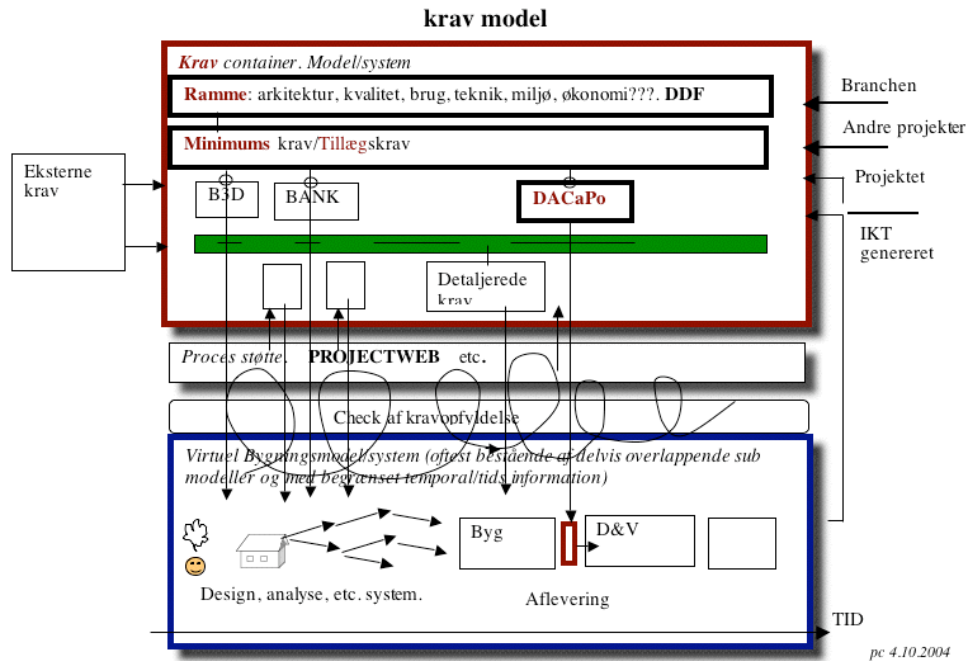 krav model
Krav container. Model/system
Ramme: arkitektur, kvalitet, brug, teknik, miljø, økonomi???. DDF
Minimums krav/Tillægskrav
Eksterne
krav
B3D
BANK
DACaPo
Detaljerede
krav
Branchen
Andre projekter
Projektet
IKT
genereret
Proces støtte. PROJECTWEB etc.
Check af kravopfyldelse
Virtuel Bygningsmodel/system (oftest bestående af delvis overlappende sub
modeller og med begrænset temporal/tids information)
Byg
D&V
Design, analyse, etc. system.
Aflevering
TID
pc 4.10.2004